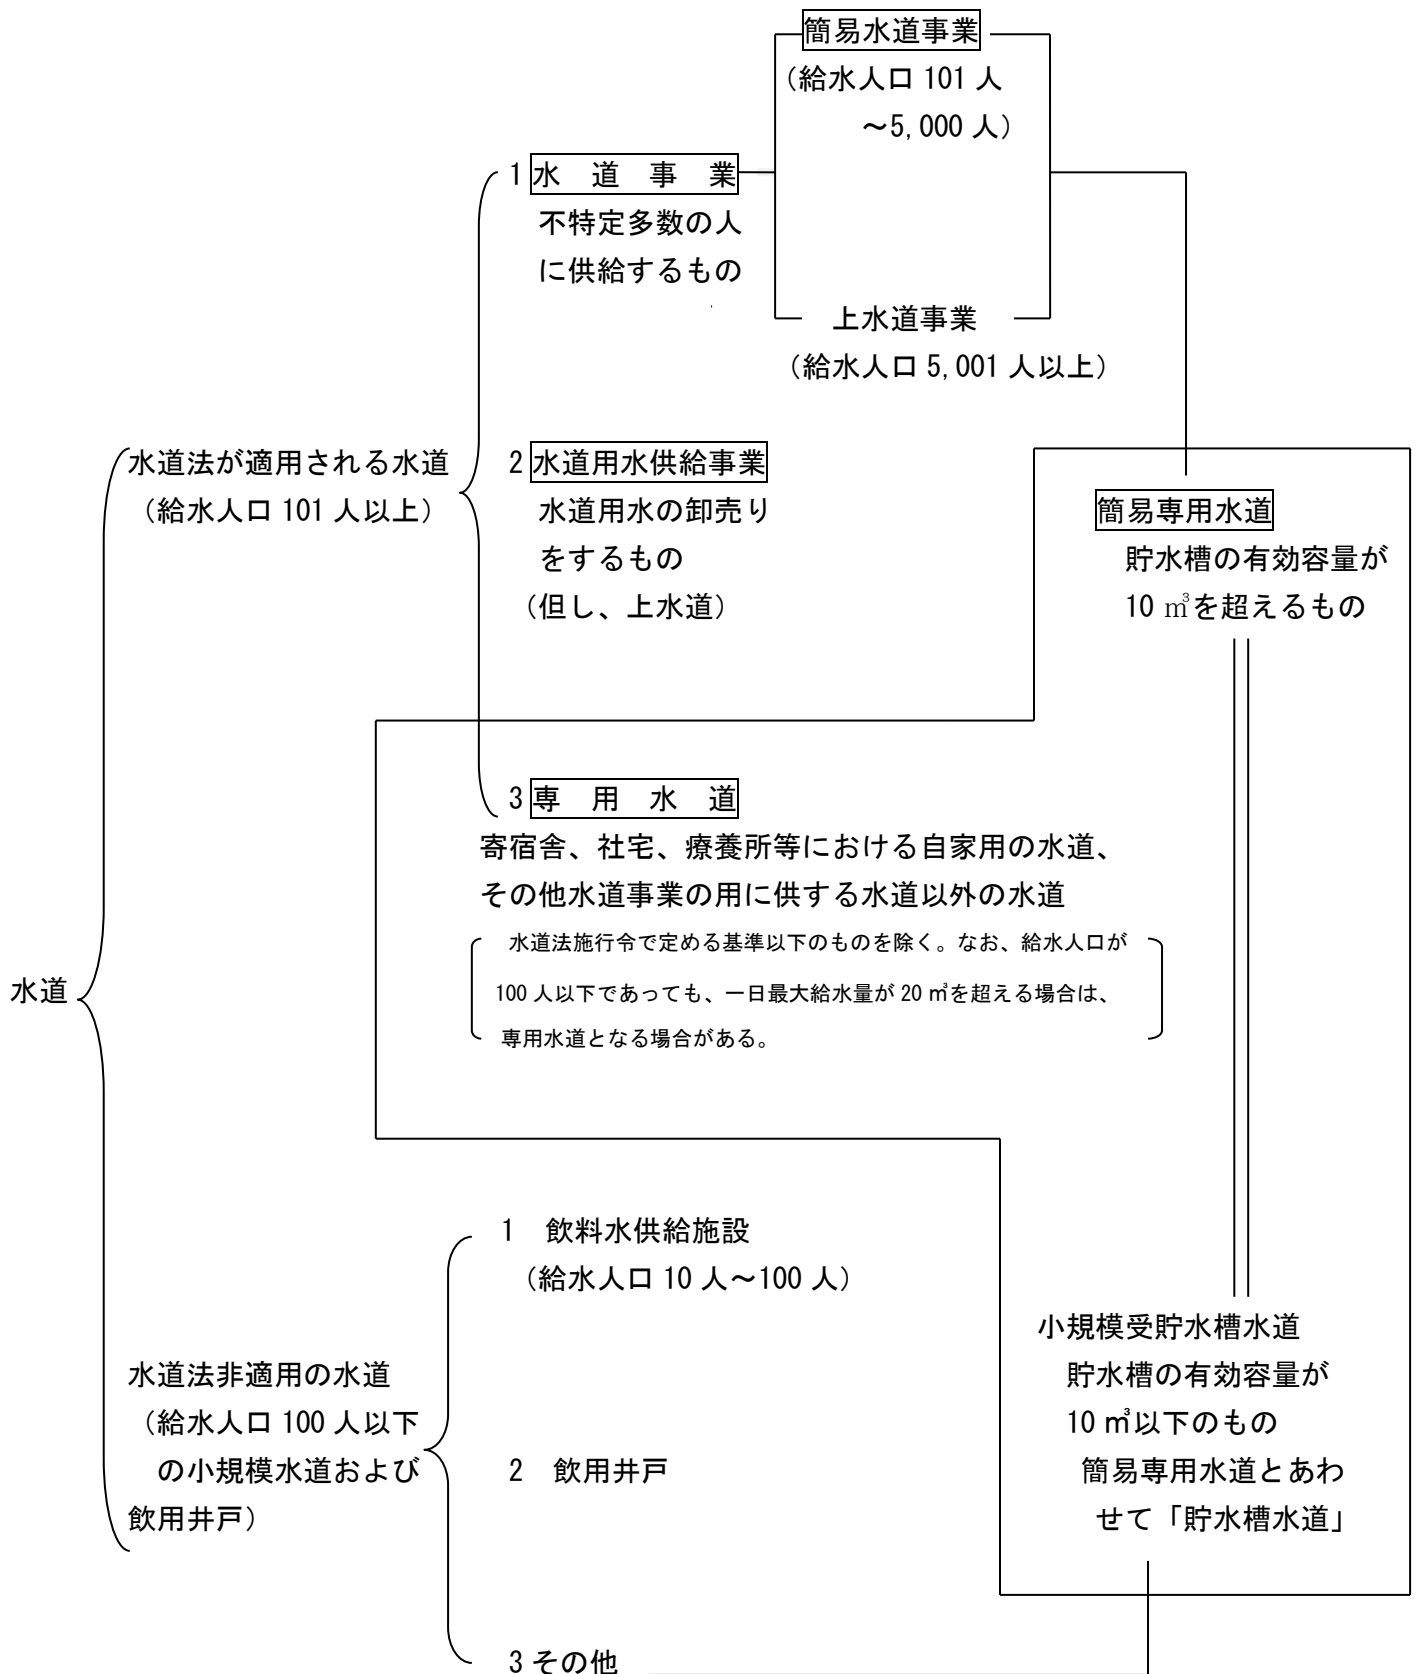 簡易水道事業
（給水人口 101 人
～5,000 人）
1 水　道　事　業
不特定多数の人
に供給するもの
上水道事業
（給水人口 5,001 人以上）
水道法が適用される水道
（給水人口 101 人以上）
2 水道用水供給事業
水道用水の卸売り
をするもの
（但し、上水道）
簡易専用水道
貯水槽の有効容量が
10 ㎥を超えるもの
3 専　用　水　道
寄宿舎、社宅、療養所等における自家用の水道、
その他水道事業の用に供する水道以外の水道
水道法施行令で定める基準以下のものを除く。なお、給水人口が
100 人以下であっても、一日最大給水量が 20 ㎥を超える場合は、
専用水道となる場合がある。
水道
1　飲料水供給施設
（給水人口 10 人～100 人）
水道法非適用の水道
（給水人口 100 人以下
の小規模水道および
飲用井戸）
2　飲用井戸
小規模受貯水槽水道
貯水槽の有効容量が
10 ㎥以下のもの
簡易専用水道とあわ
せて「貯水槽水道」
3 その他